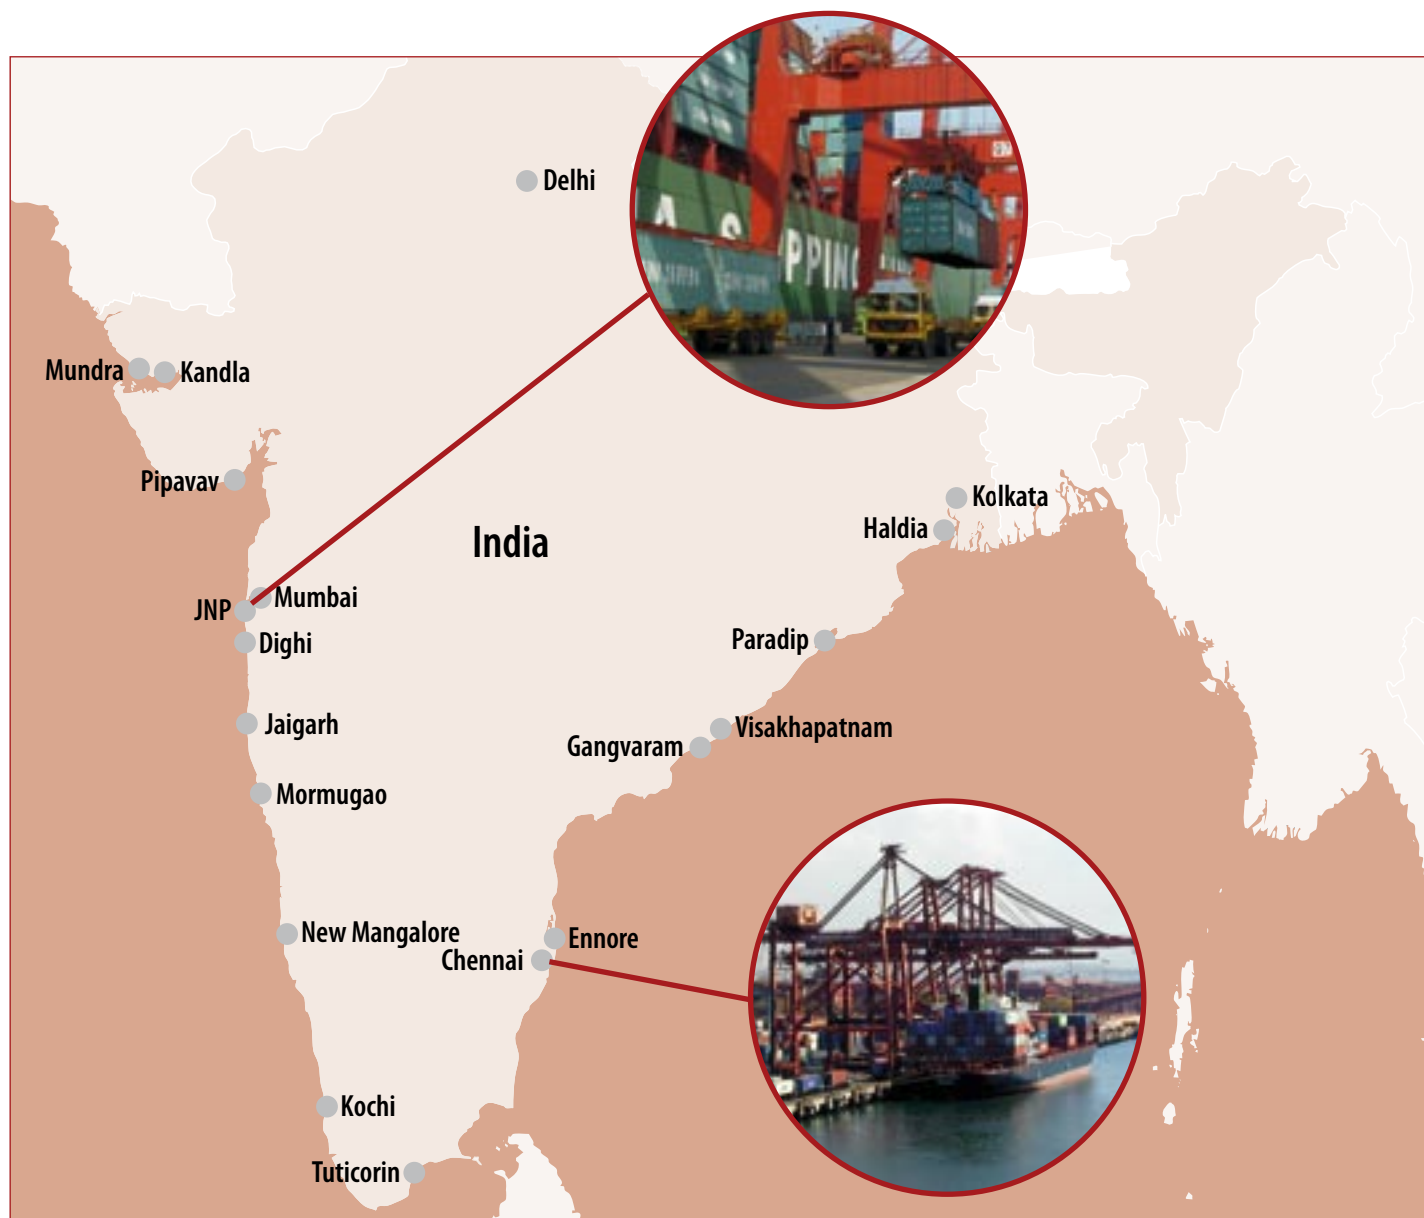 Delhi
A S PPING
Mundra
Kandla
Pipavav
Kolkata
Haldia
India
Mumbai
JNP
Dighi
Paradip
Jaigarh
Visakhapatnam
Gangvaram
Mormugao
New Mangalore
Ennore
Chennai
Kochi
Tuticorin